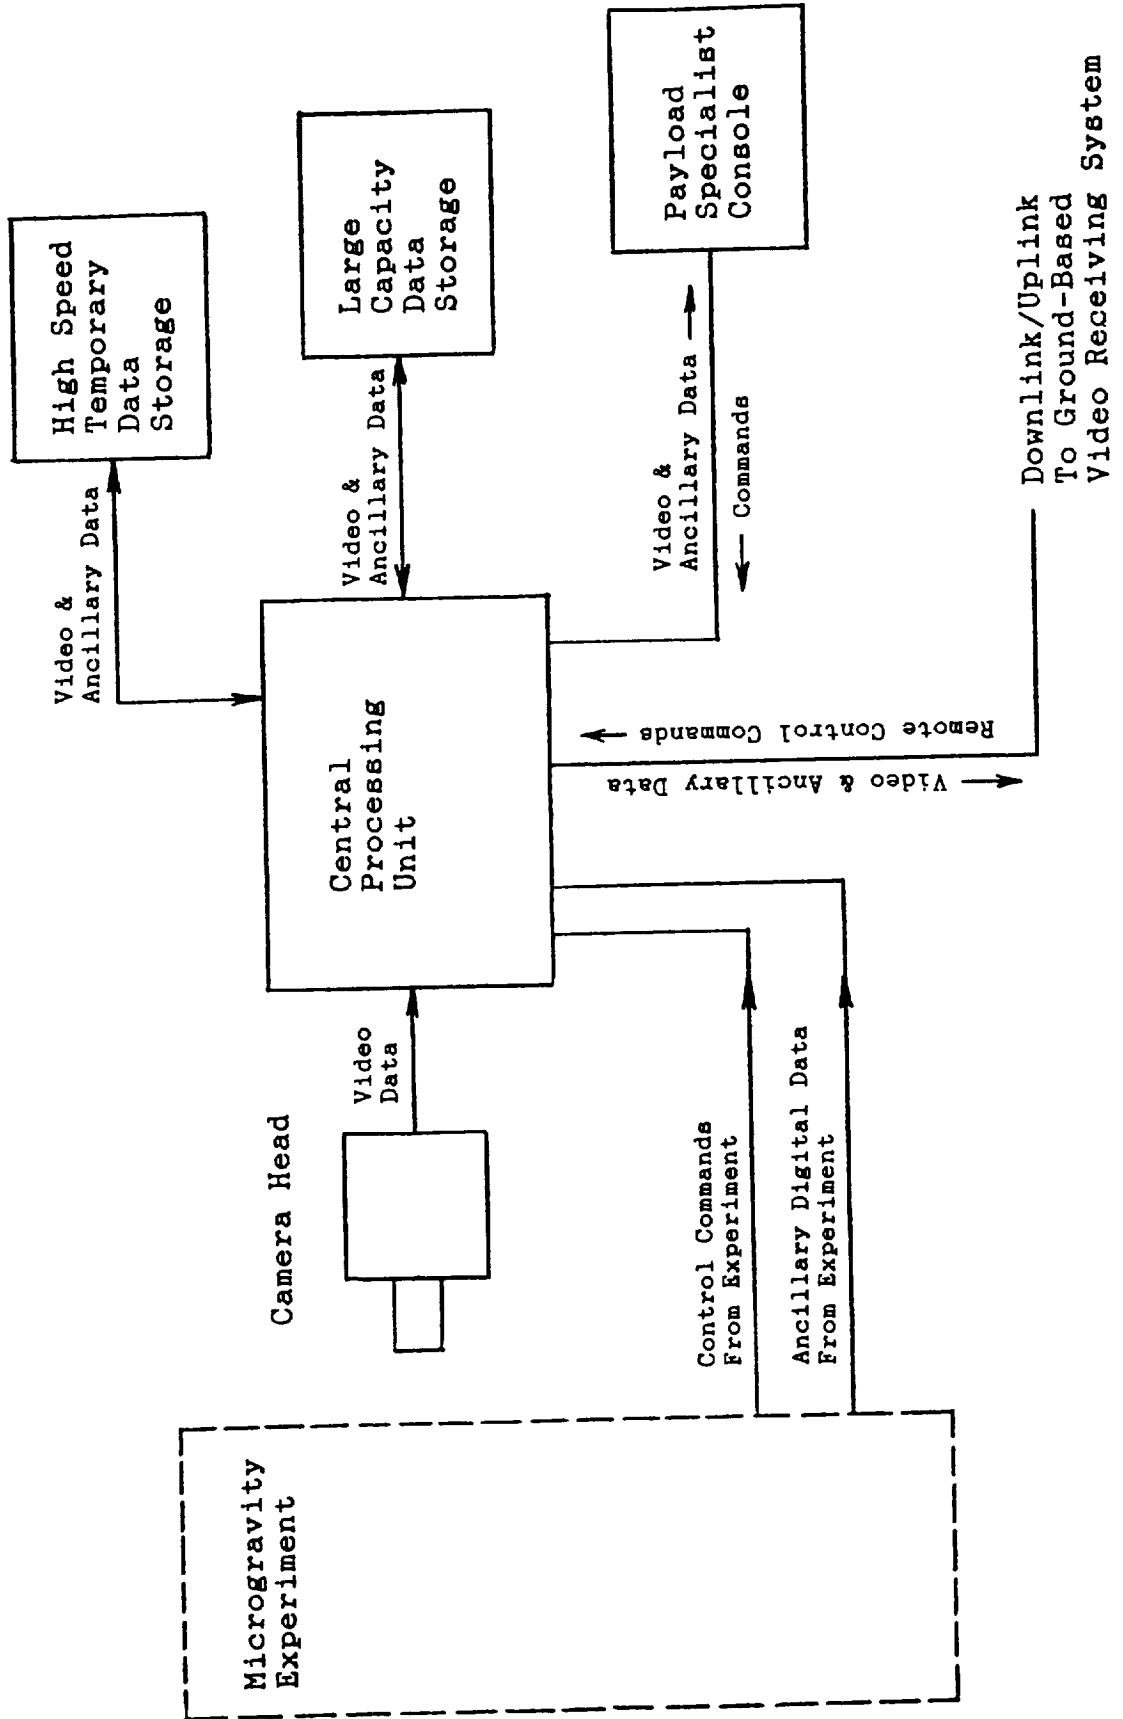 Microgravity
Experiment
Camera Head
Video
Data
Control Commands
From Experiment
Ancillary Digital Data
From Experiment
Central
Processing
Unit
Video &
Ancillary Data
High Speed
Temporary
Data
Storage
Video &
Ancillary Data
Large
Capacity
Data
Storage
Video &
Ancillary Data
Commands
Payload
Specialist
Console
Remote Control Commands
Video & Ancillary Data
Downlink/Uplink
To Ground-Based
Video Receiving System